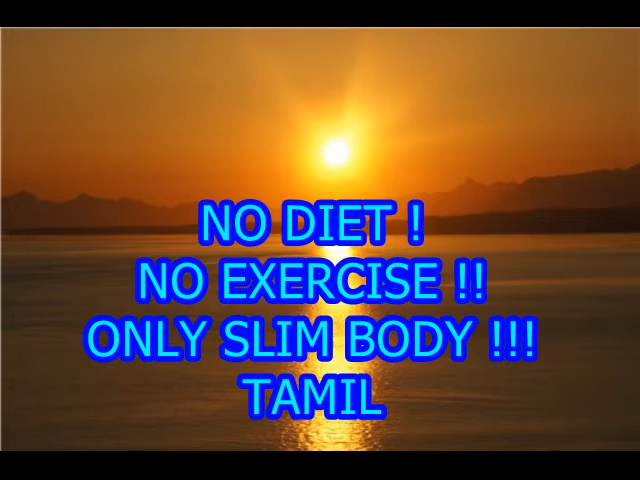 NO DIET !
NO EXERCISE !!
ONLY SLIM BODY !!!
TAMIL